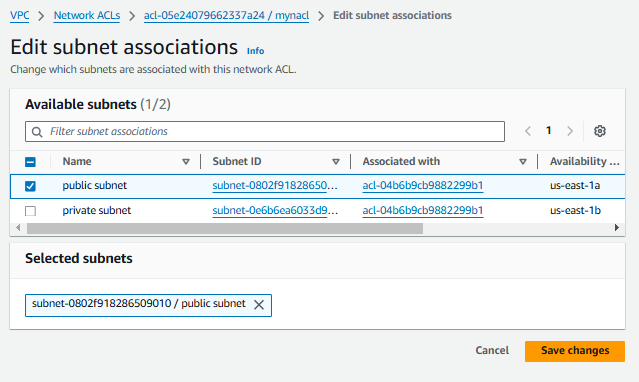 VPC > Network ACLs > acl-05e24079662337a24 / mynacl > Edit subnet associations
Edit subnet associations Info
Change which subnets are associated with this network ACL.
Available subnets (1/2)
Filter subnet associations
< 1 >
Name Subnet ID Associated with Availability ...
public subnet subnet-0802f91828650... acl-04b6b9cb9882299b1 us-east-1a
private subnet subnet-0e6b6ea6033d9... acl-04b6b9cb9882299b1 us-east-1b
Selected subnets
subnet-0802f918286509010 / public subnet
Cancel Save changes